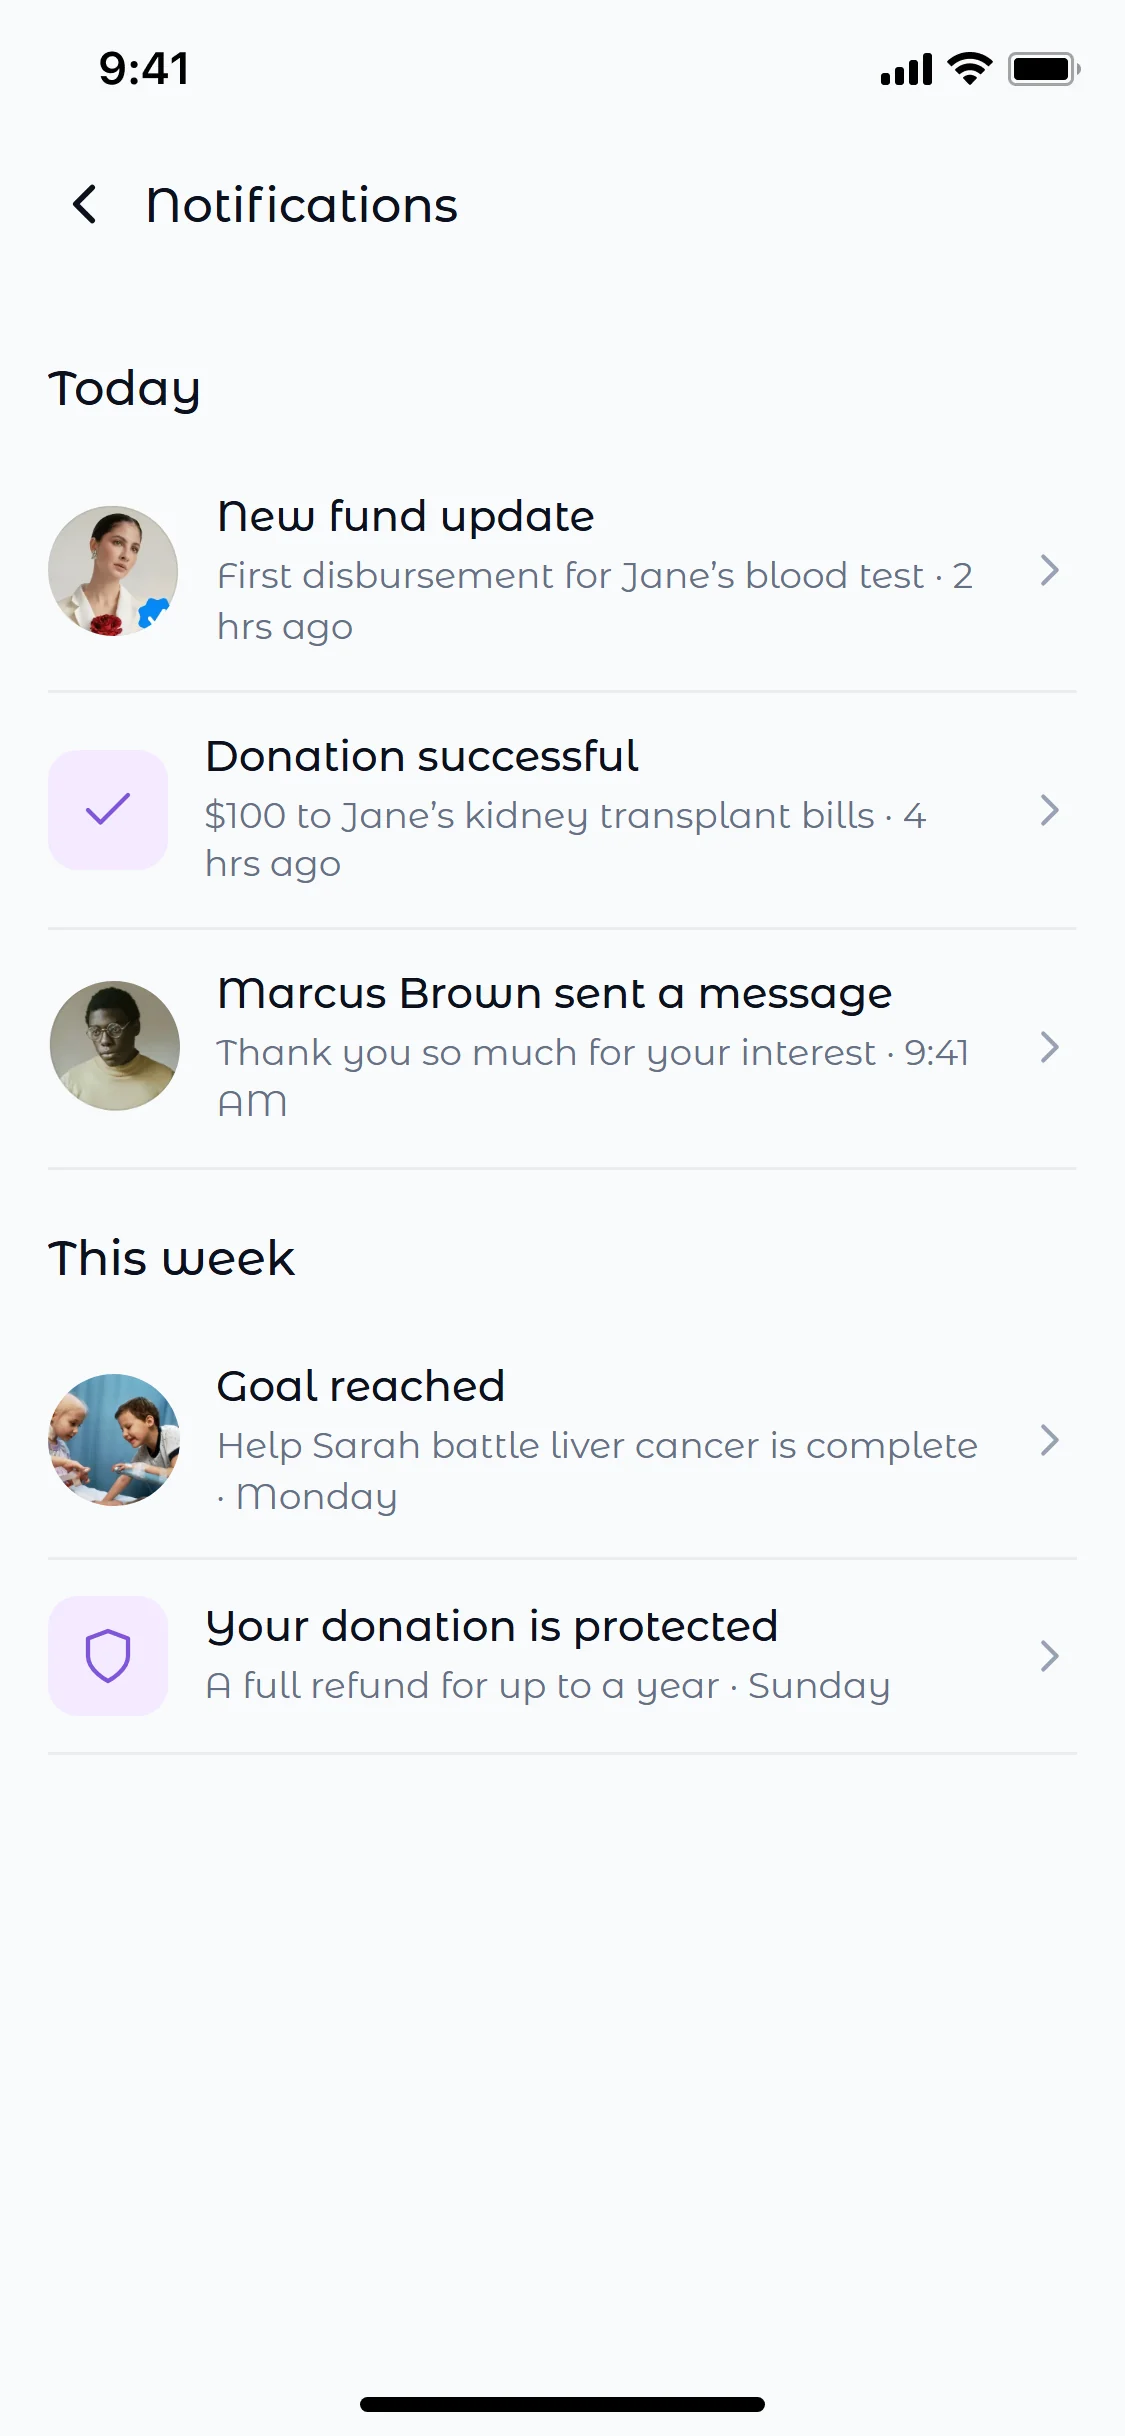 9:41
Notifications
Today
New fund update
First disbursement for Jane’s blood test · 2
hrs ago
Donation successful
$100 to Jane’s kidney transplant bills · 4
hrs ago
Marcus Brown sent a message
Thank you so much for your interest · 9:41
AM
This week
Goal reached
Help Sarah battle liver cancer is complete
· Monday
Your donation is protected
A full refund for up to a year · Sunday